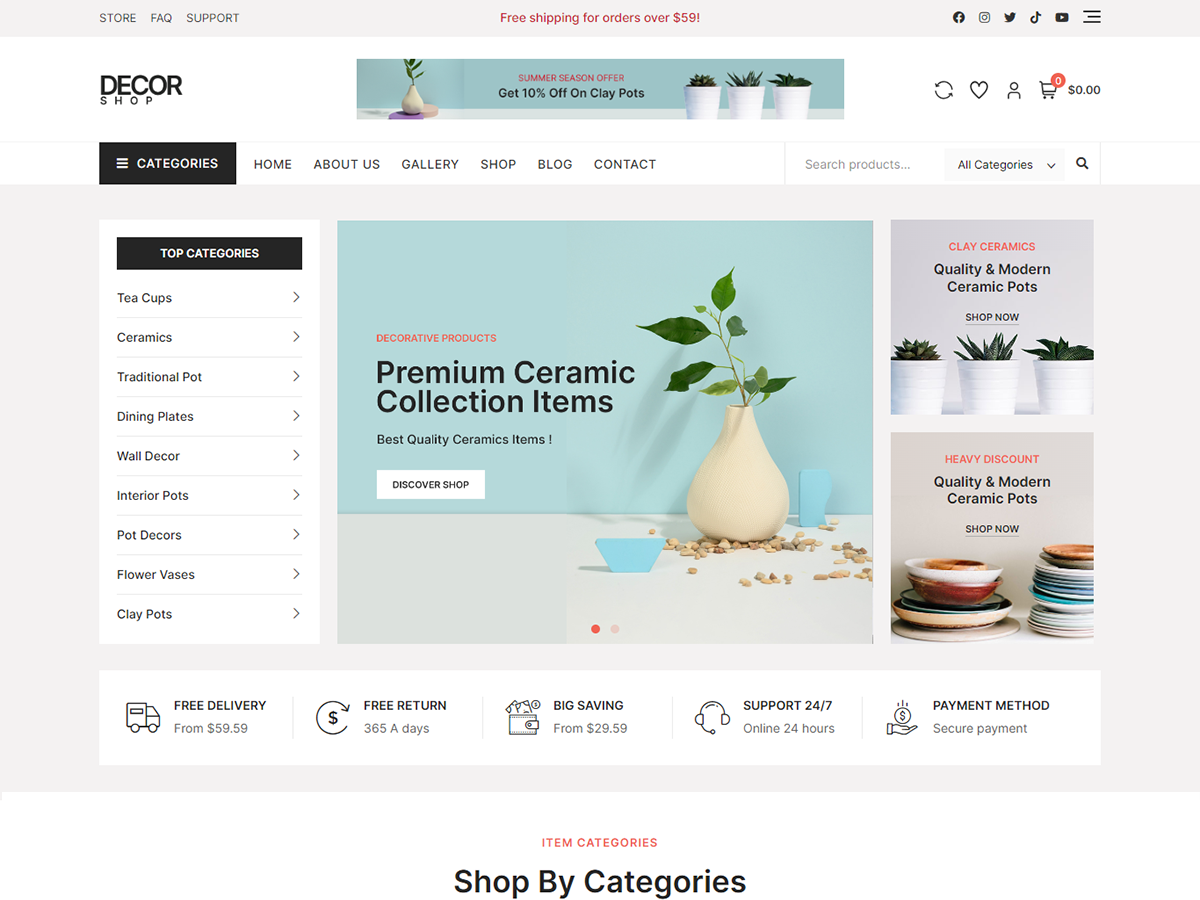 STORE FAQ SUPPORT
Free shipping for orders over $59!
DECOR
SHOP
SUMMER SEASON OFFER
Get 10% Off On Clay Pots
0
$0.00
CATEGORIES
HOME ABOUT US GALLERY SHOP BLOG CONTACT
Search products...
All Categories
TOP CATEGORIES
Tea Cups
Ceramics
Traditional Pot
Dining Plates
Wall Decor
Interior Pots
Pot Decors
Flower Vases
Clay Pots
DECORATIVE PRODUCTS
Premium Ceramic
Collection Items
Best Quality Ceramics Items !
DISCOVER SHOP
CLAY CERAMICS
Quality & Modern
Ceramic Pots
SHOP NOW
HEAVY DISCOUNT
Quality & Modern
Ceramic Pots
SHOP NOW
FREE DELIVERY
From $59.59
$
FREE RETURN
365 A days
BIG SAVING
From $29.59
SUPPORT 24/7
Online 24 hours
$
PAYMENT METHOD
Secure payment
ITEM CATEGORIES
Shop By Categories